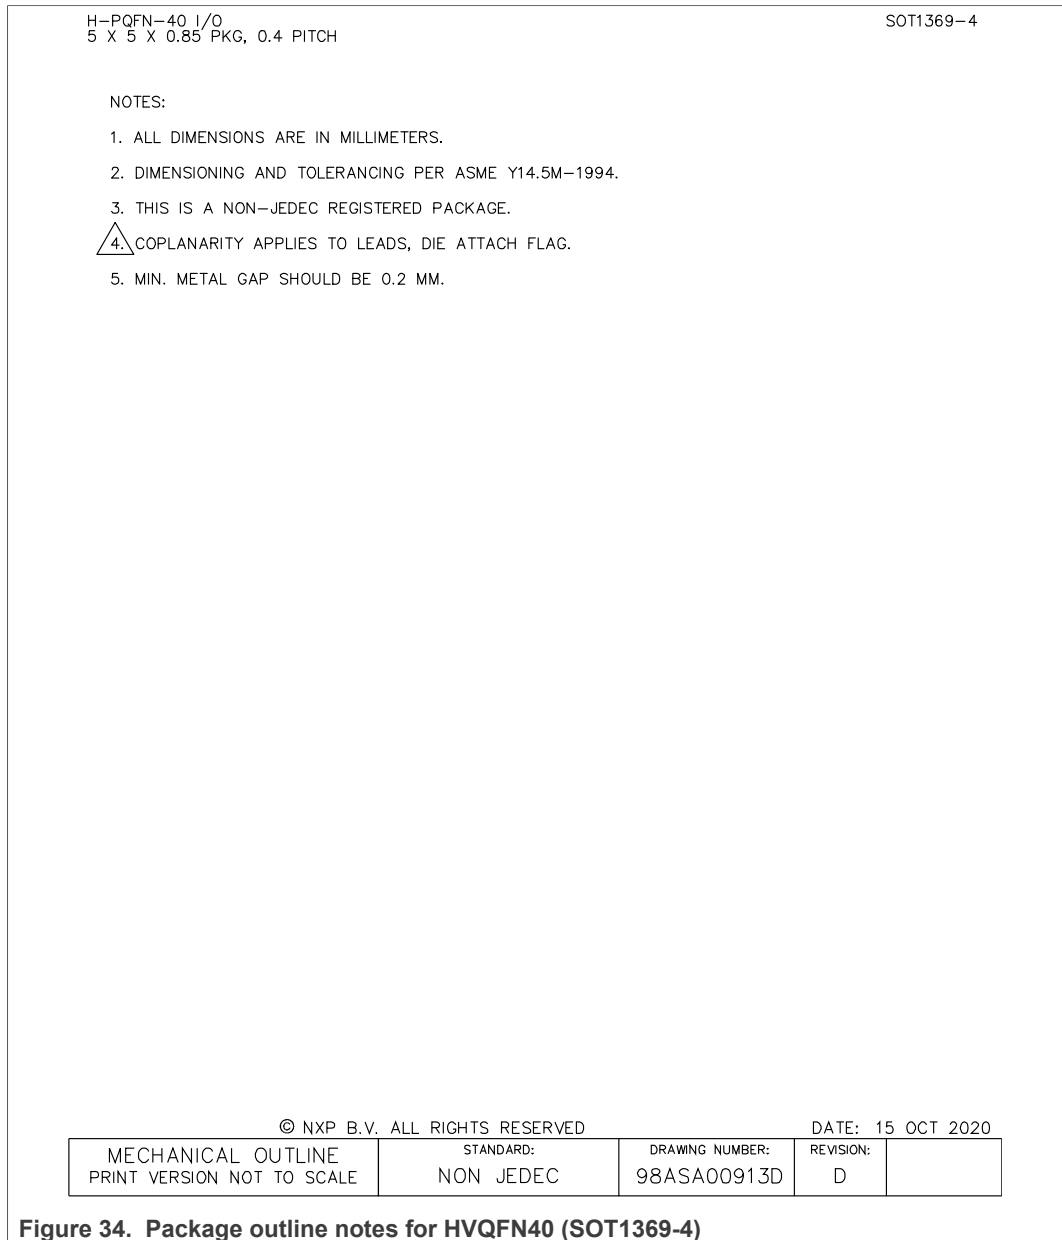 H-PQFN-40 I/O
SOT1369-4
5 X 5 X 0.85 PKG, 0.4 PITCH
NOTES:
1. ALL DIMENSIONS ARE IN MILLIMETERS.
2. DIMENSIONING AND TOLERANCING PER ASME Y14.5M-1994.
3. THIS IS A NON-JEDEC REGISTERED PACKAGE.
4. COPLANARITY APPLIES TO LEADS, DIE ATTACH FLAG.
5. MIN. METAL GAP SHOULD BE 0.2 MM.
© NXP B.V. ALL RIGHTS RESERVED
DATE: 15 OCT 2020
MECHANICAL OUTLINE
PRINT VERSION NOT TO SCALE
STANDARD:
NON JEDEC
DRAWING NUMBER:
98ASA00913D
REVISION:
D
Figure 34. Package outline notes for HVQFN40 (SOT1369-4)